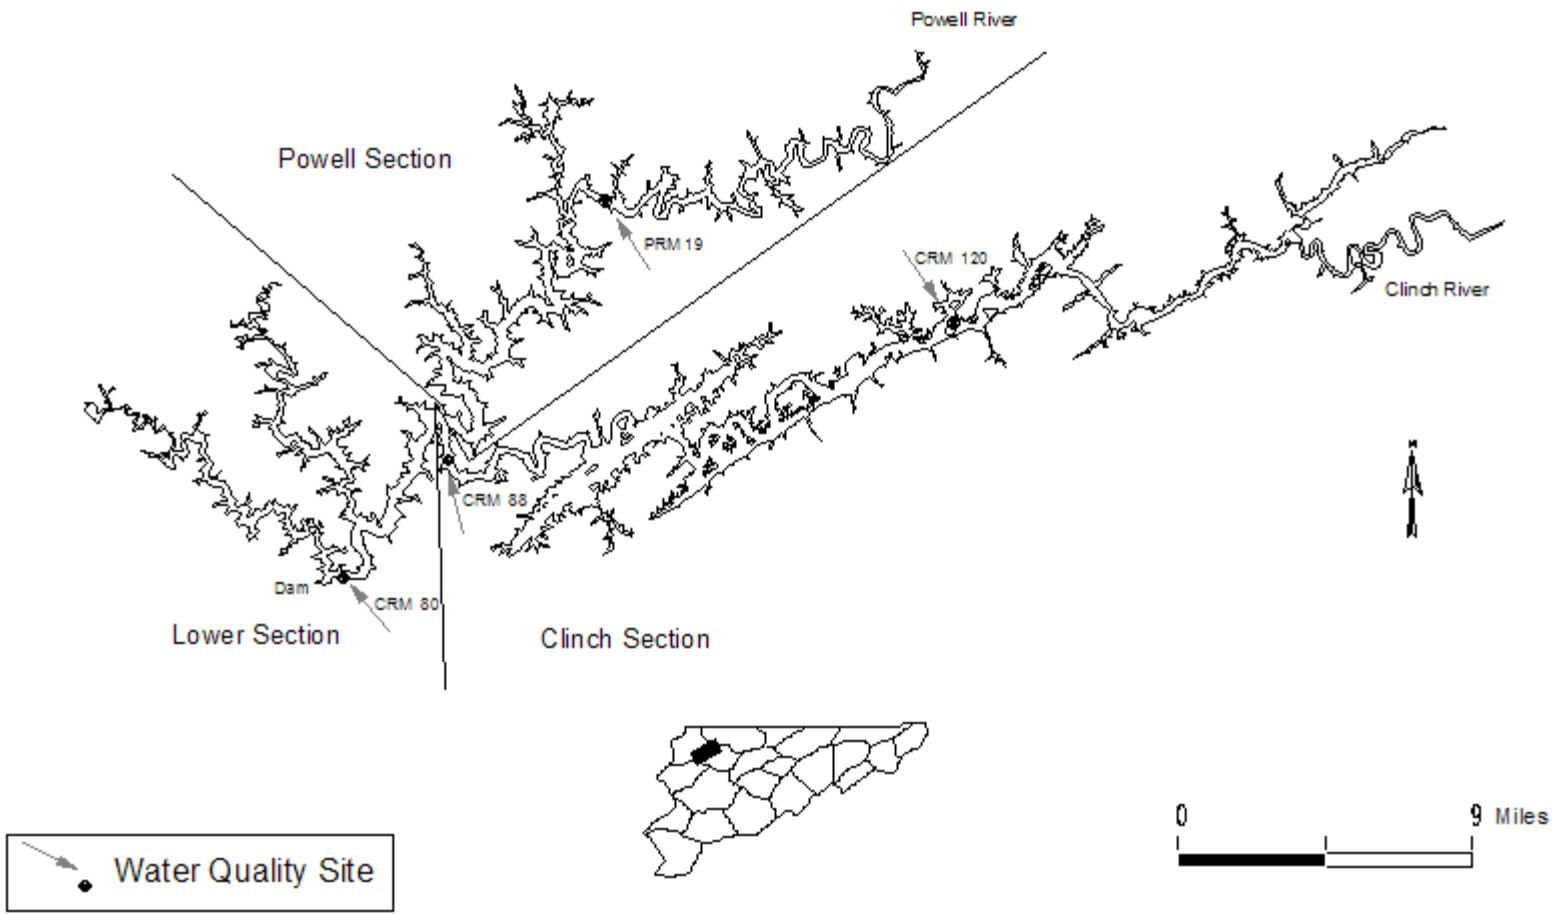 Powell River
Powell Section
PRM 19
CRM 120
Clinch River
N
CRM 88
Dam
CRM 80
Lower Section
Clinch Section
0 9 Miles
Water Quality Site